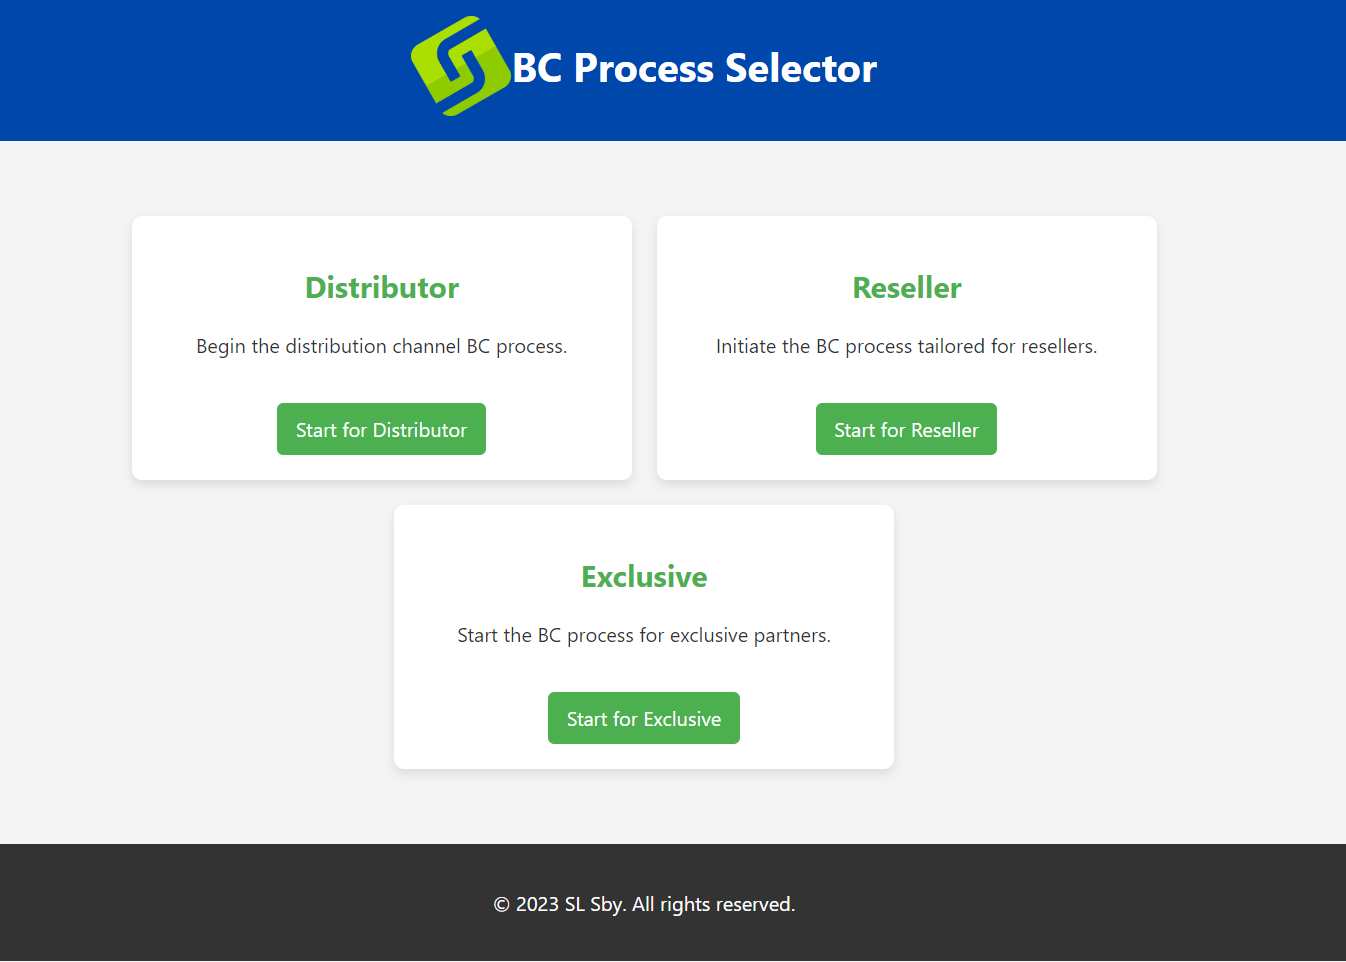 BC Process Selector
Distributor
Begin the distribution channel BC process.
Start for Distributor
Reseller
Initiate the BC process tailored for resellers.
Start for Reseller
Exclusive
Start the BC process for exclusive partners.
Start for Exclusive
© 2023 SL Sby. All rights reserved.